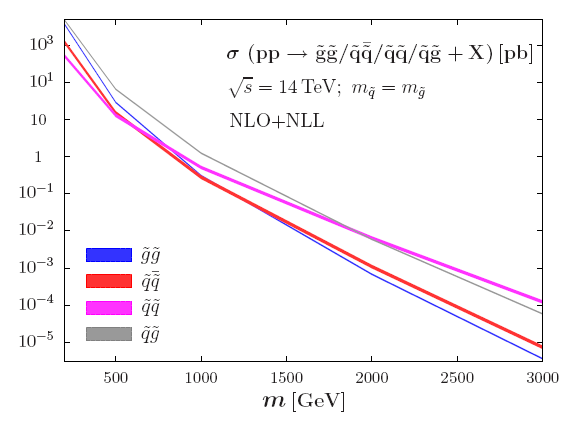 σ (pp → g̃g̃/q̃q̃̄/q̃q̃/q̃g̃ + X) [pb]
√s = 14 TeV; m_q̃ = m_g̃
NLO+NLL
10³
10¹
10
1
10⁻¹
10⁻²
10⁻³
10⁻⁴
10⁻⁵
g̃g̃
q̃q̃̄
q̃q̃
q̃g̃
500 1000 1500 2000 2500 3000
m [GeV]